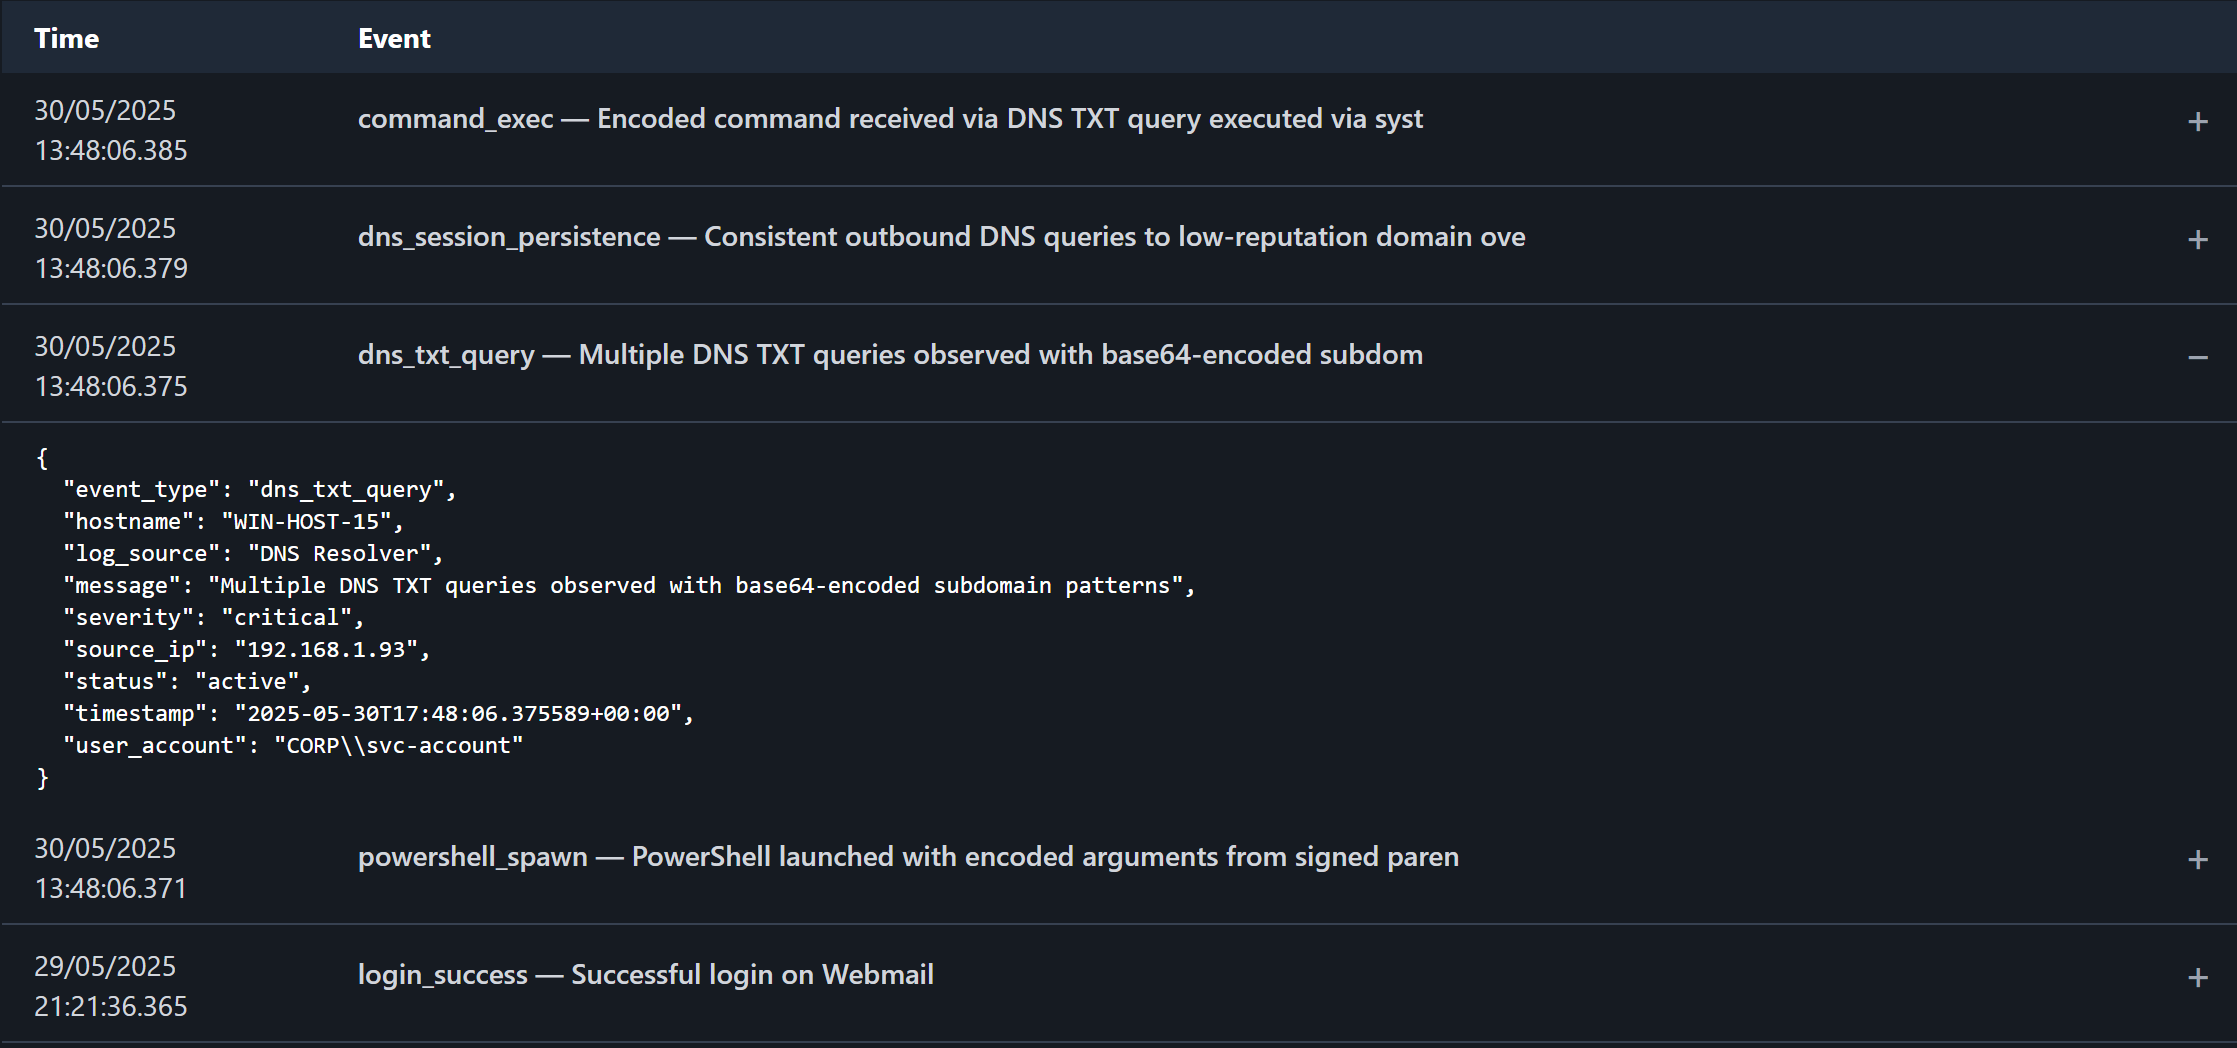 Time Event
30/05/2025
13:48:06.385
command_exec — Encoded command received via DNS TXT query executed via syst
+
30/05/2025
13:48:06.379
dns_session_persistence — Consistent outbound DNS queries to low-reputation domain ove
+
30/05/2025
13:48:06.375
dns_txt_query — Multiple DNS TXT queries observed with base64-encoded subdom
−
{
  "event_type": "dns_txt_query",
  "hostname": "WIN-HOST-15",
  "log_source": "DNS Resolver",
  "message": "Multiple DNS TXT queries observed with base64-encoded subdomain patterns",
  "severity": "critical",
  "source_ip": "192.168.1.93",
  "status": "active",
  "timestamp": "2025-05-30T17:48:06.375589+00:00",
  "user_account": "CORP\\svc-account"
}
30/05/2025
13:48:06.371
powershell_spawn — PowerShell launched with encoded arguments from signed paren
+
29/05/2025
21:21:36.365
login_success — Successful login on Webmail
+